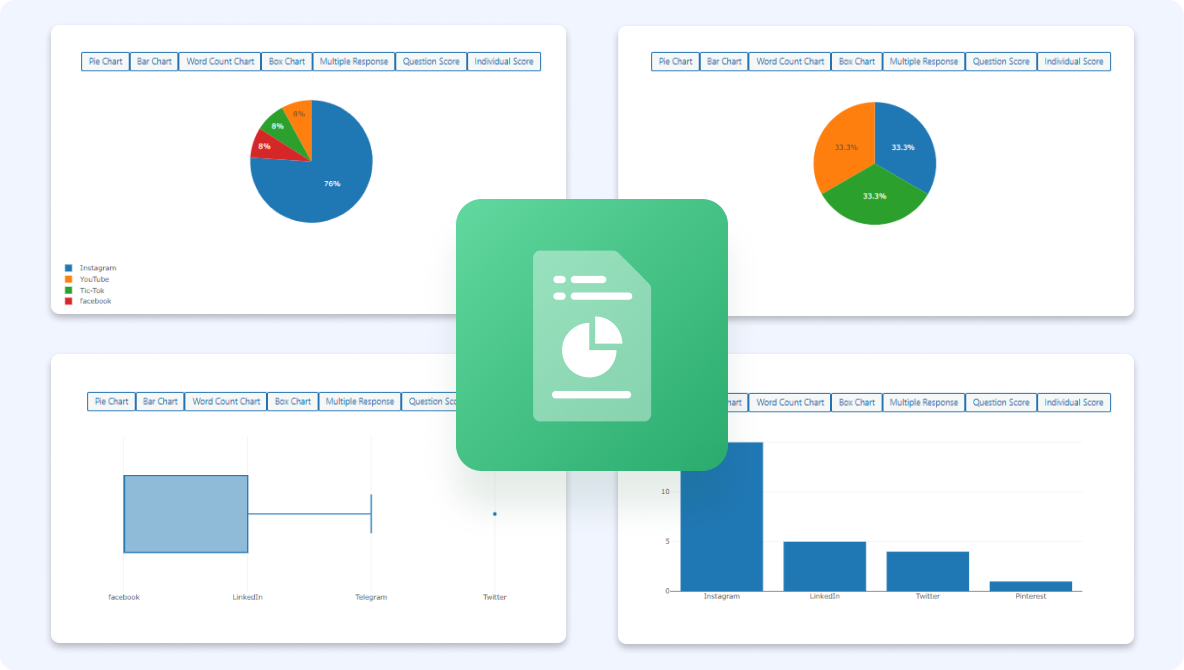 Pie Chart Bar Chart Word Count Chart Box Chart Multiple Response Question Score Individual Score
8%
8%
8%
76%
Instagram
YouTube
Tic-Tok
facebook
Pie Chart Bar Chart Word Count Chart Box Chart Multiple Response Question Score Individual Score
33.3% 33.3%
33.3%
Pie Chart Bar Chart Word Count Chart Box Chart Multiple Response Question
facebook LinkedIn Telegram Twitter
Word Count Chart Box Chart Multiple Response Question Score Individual Score
10
5
0
Instagram LinkedIn Twitter Pinterest